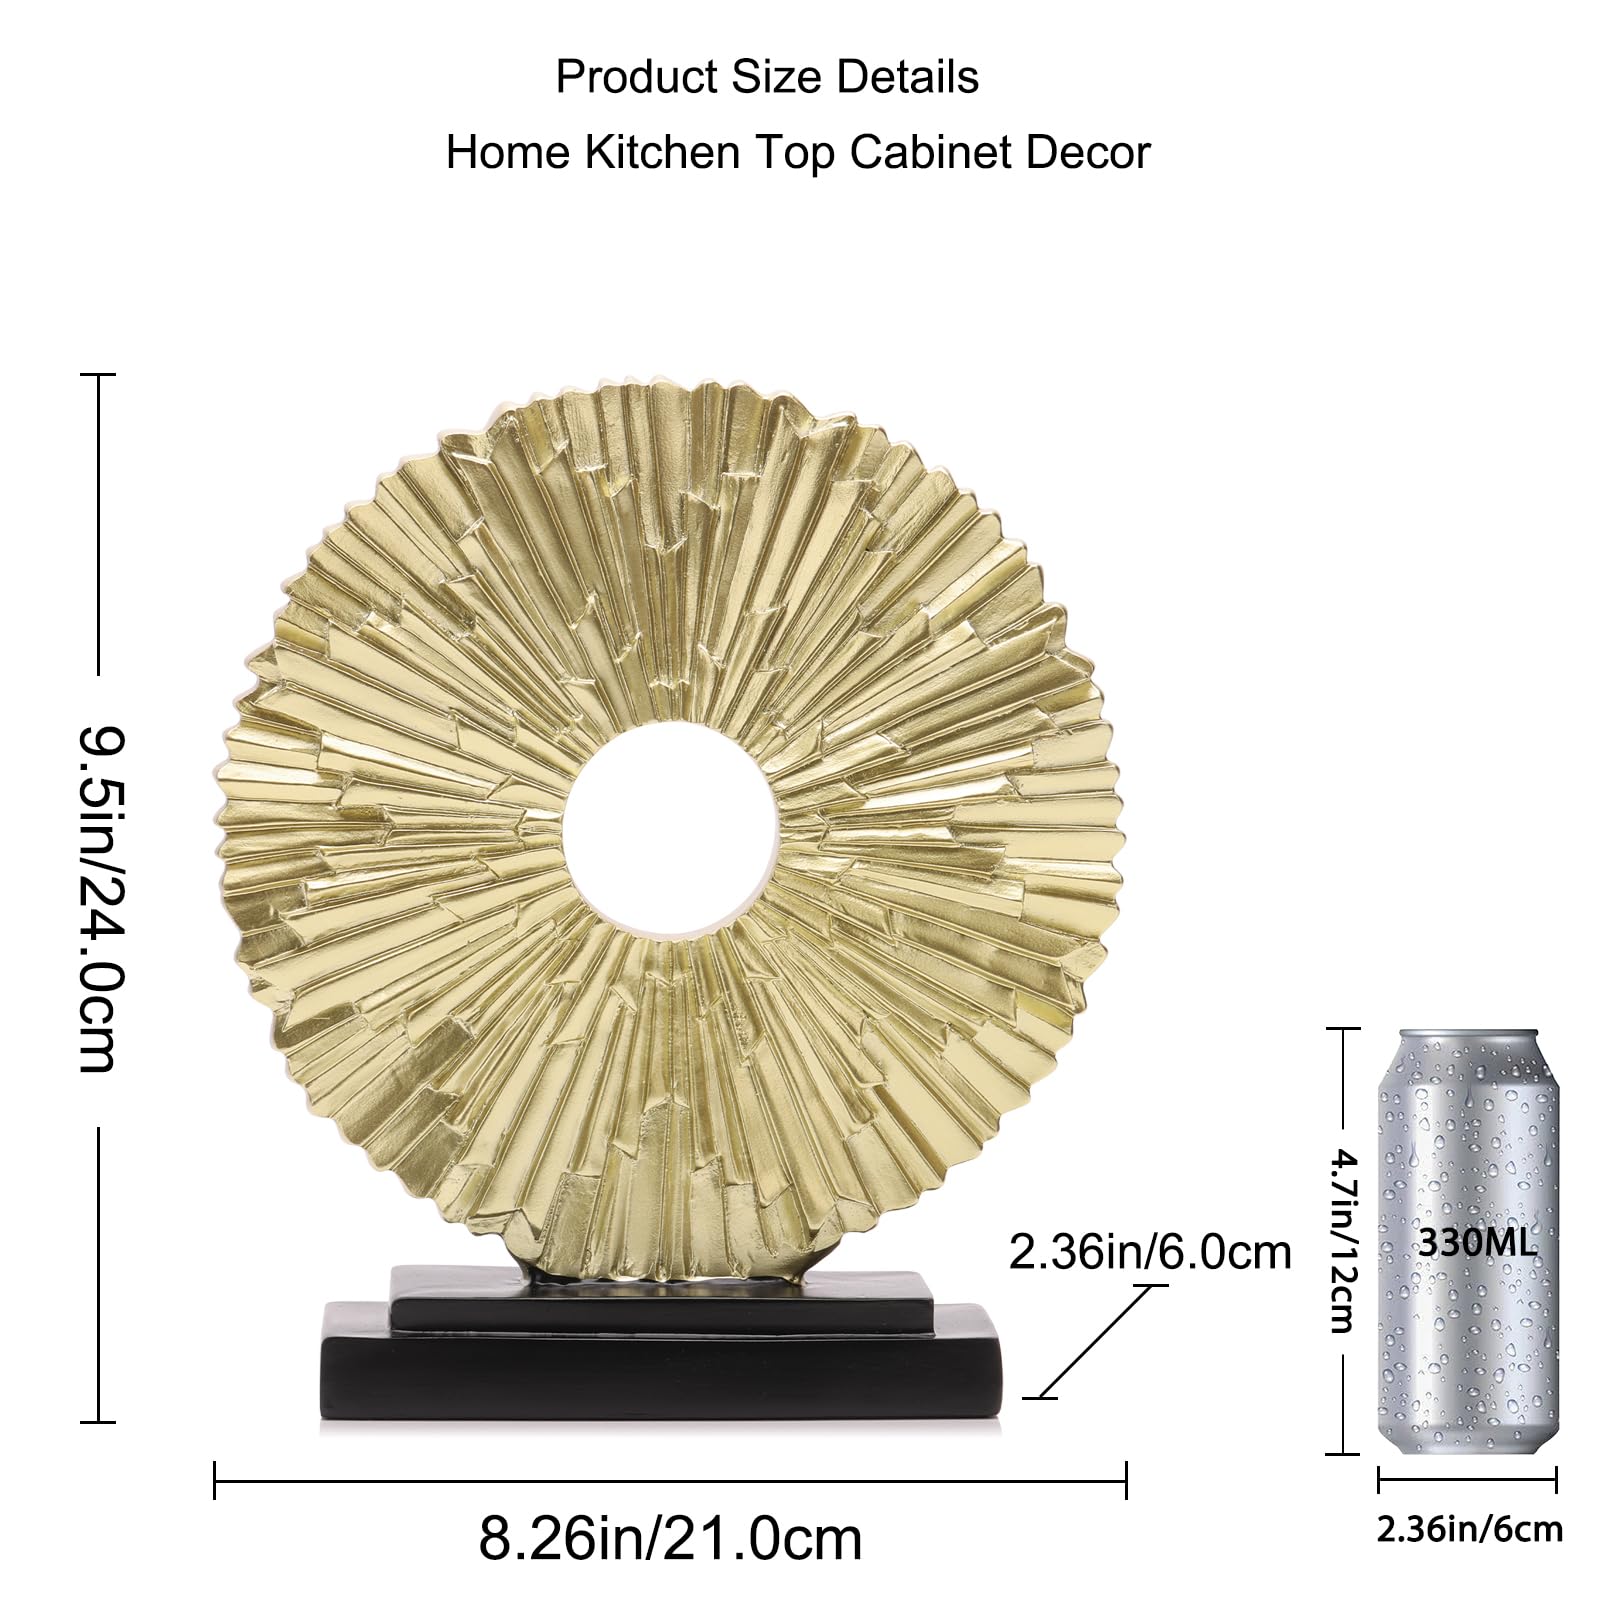 Product Size Details
Home Kitchen Top Cabinet Decor
9.5in/24.0cm
2.36in/6.0cm
4.7in/12cm
330ML
8.26in/21.0cm
2.36in/6cm